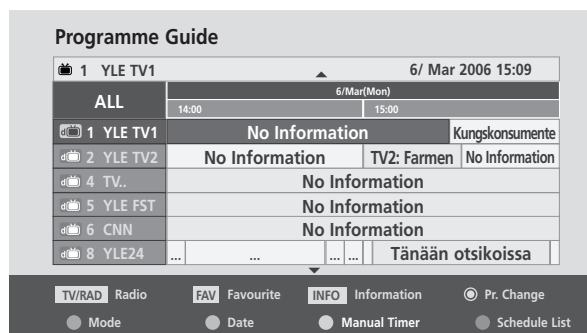 Programme Guide
1 YLE TV1 6/ Mar 2006 15:09
ALL 6/Mar(Mon)
14:00 15:00
d 1 YLE TV1 No Information Kungskonsumente
d 2 YLE TV2 No Information TV2: Farmen No Information
d 4 TV.. No Information
d 5 YLE FST No Information
d 6 CNN No Information
d 8 YLE24 ... ... ... ... Tänään otsikoissa
TV/RAD Radio FAV Favourite INFO Information Pr. Change
Mode Date Manual Timer Schedule List